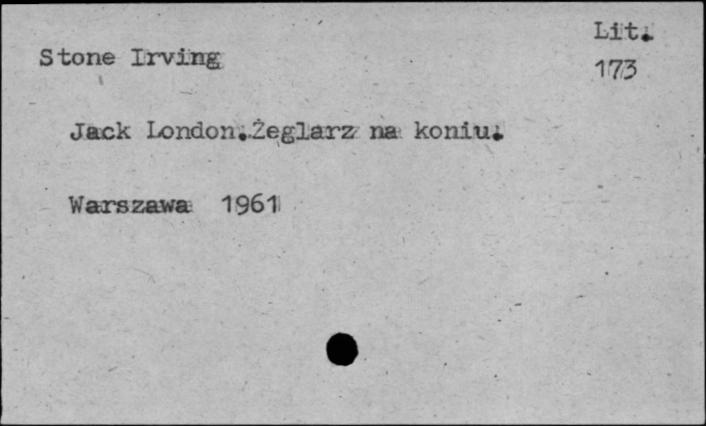 Lit.
Stone Irving
173
Jack London.Żeglarz na koniu.
Warszawa 1961